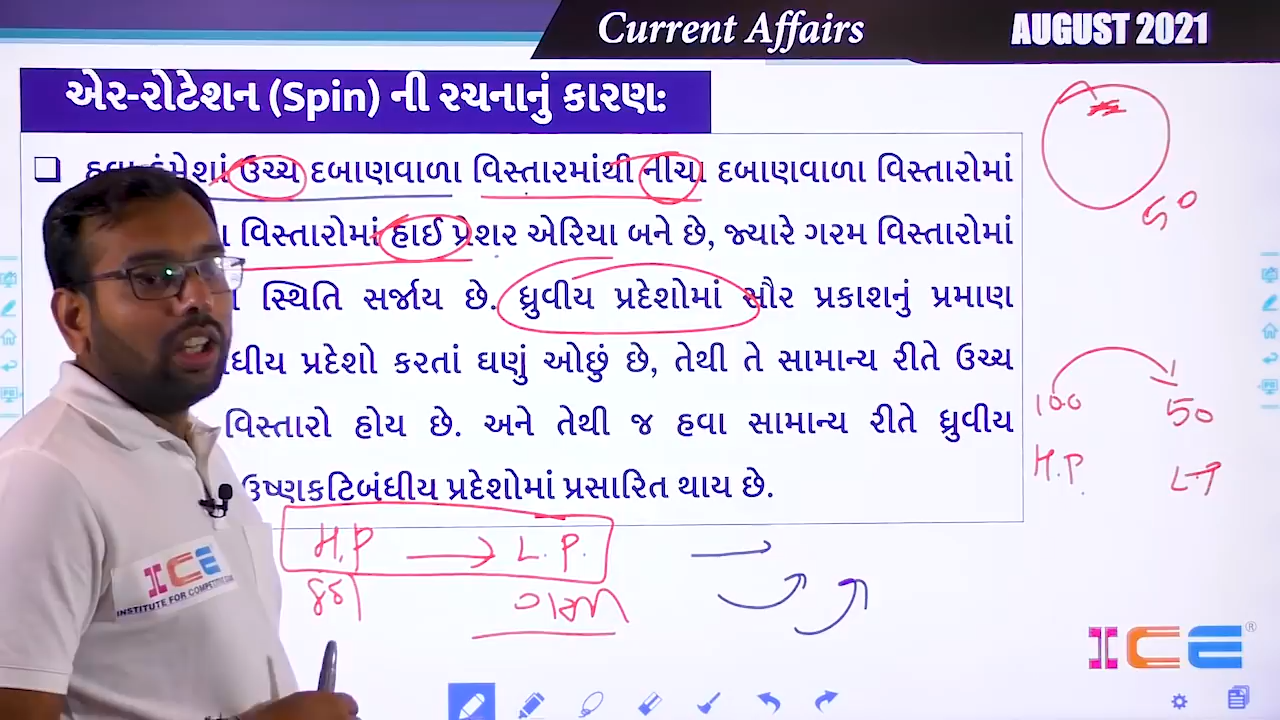 Current Affairs
AUGUST 2021
એર-રોટેશન (Spin) ની રચનાનું કારણ:
ઉચ્ચ દબાણવાળા વિસ્તારમાંથી નીચા દબાણવાળા વિસ્તારોમાં
વિસ્તારોમાં હાઈ પ્રેશર એરિયા બને છે, જ્યારે ગરમ વિસ્તારોમાં
સ્થિતિ સર્જાય છે. ધ્રુવીય પ્રદેશોમાં સૌર પ્રકાશનું પ્રમાણ
પ્રદેશો કરતાં ઘણું ઓછું છે, તેથી તે સામાન્ય રીતે ઉચ્ચ
વિસ્તારો હોય છે. અને તેથી જ હવા સામાન્ય રીતે ધ્રુવીય
ઉષ્ણકટિબંધીય પ્રદેશોમાં પ્રસારિત થાય છે.
50
100 50
H.P. L.P
H.P → L.P.
ગરમ
ICE
INSTITUTE FOR COMPETITIVE
ICE®